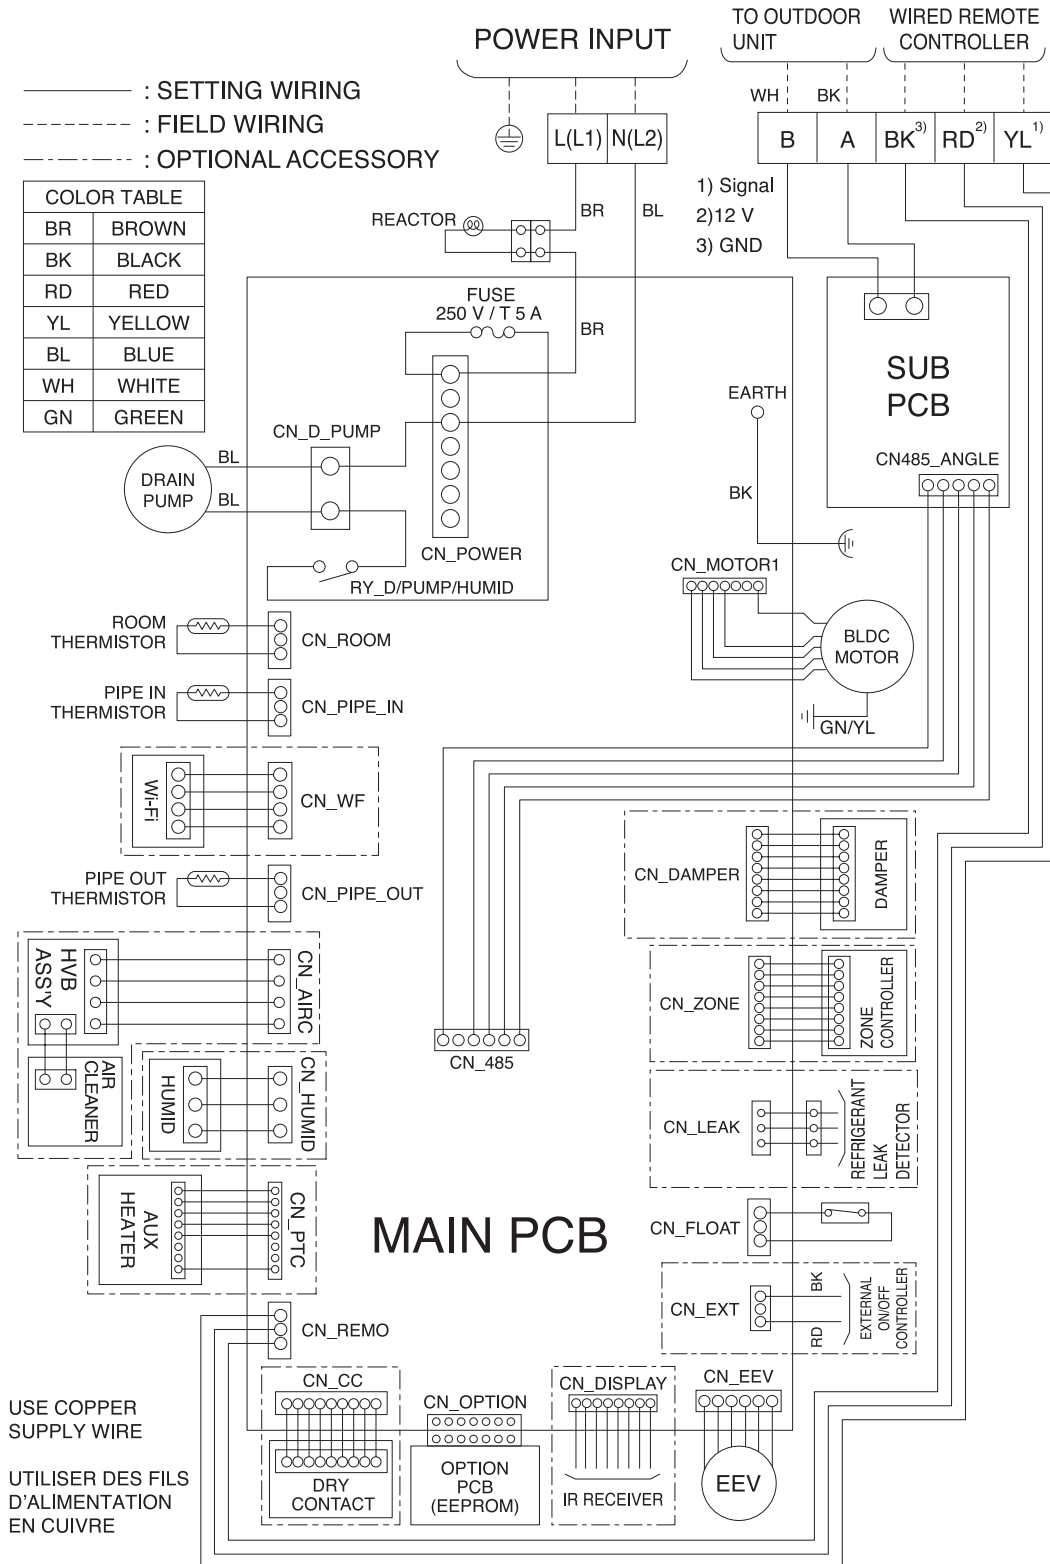 POWER INPUT
TO OUTDOOR
UNIT
WIRED REMOTE
CONTROLLER
: SETTING WIRING
: FIELD WIRING
: OPTIONAL ACCESSORY
WH
BK
L(L1)
N(L2)
B
A
BK3)
RD2)
YL1)
1) Signal
2)12 V
3) GND
COLOR TABLE
BR BROWN
BK BLACK
RD RED
YL YELLOW
BL BLUE
WH WHITE
GN GREEN
REACTOR
BR
BL
FUSE
250 V / T 5 A
BR
SUB
PCB
EARTH
CN_D_PUMP
CN485_ANGLE
DRAIN
PUMP
BL
BL
BK
CN_POWER
CN_MOTOR1
RY_D/PUMP/HUMID
ROOM
THERMISTOR
CN_ROOM
BLDC
MOTOR
PIPE IN
THERMISTOR
CN_PIPE_IN
GN/YL
Wi-Fi
CN_WF
PIPE OUT
THERMISTOR
CN_PIPE_OUT
CN_DAMPER
DAMPER
HVB
ASS'Y
CN_AIRC
CN_ZONE
ZONE
CONTROLLER
AIR
CLEANER
CN_485
HUMID
CN_HUMID
CN_LEAK
REFRIGERANT
LEAK
DETECTOR
AUX
HEATER
CN_PTC
MAIN PCB
CN_FLOAT
CN_EXT
BK
RD
EXTERNAL
ON/OFF
CONTROLLER
CN_REMO
CN_CC
CN_OPTION
CN_DISPLAY
CN_EEV
USE COPPER
SUPPLY WIRE
DRY
CONTACT
OPTION
PCB
(EEPROM)
IR RECEIVER
EEV
UTILISER DES FILS
D'ALIMENTATION
EN CUIVRE